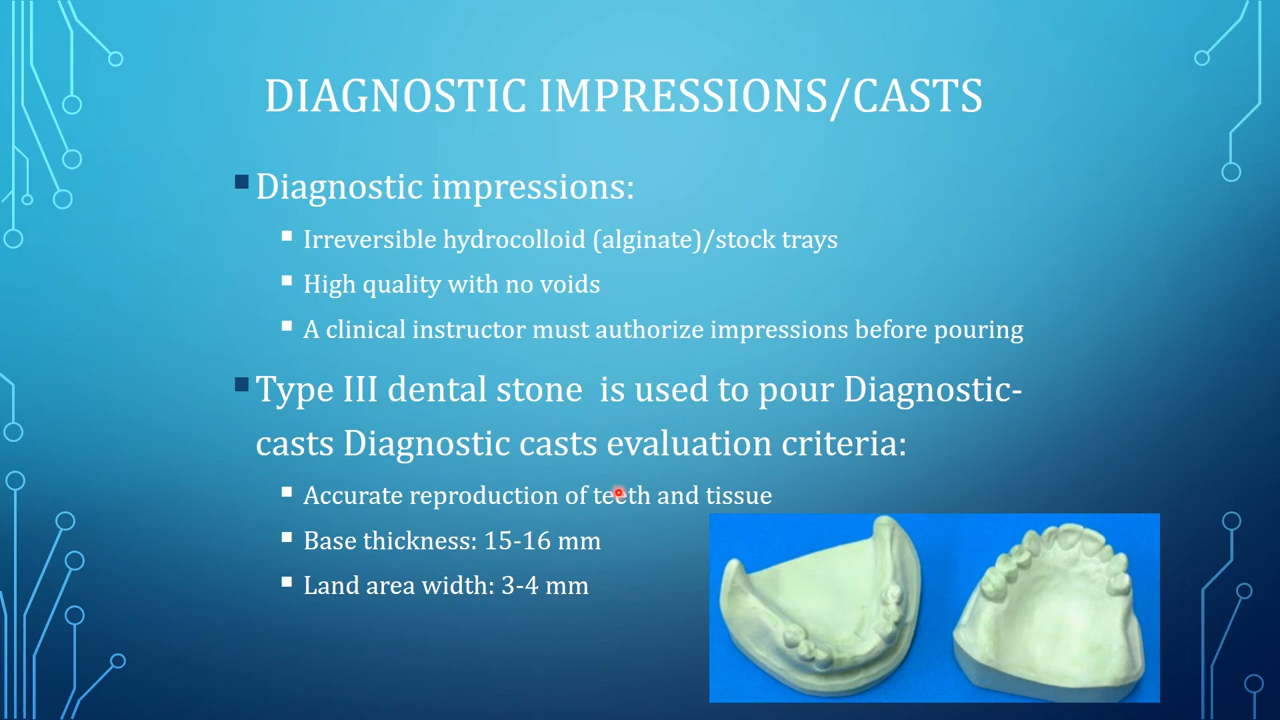 DIAGNOSTIC IMPRESSIONS/CASTS
Diagnostic impressions:
Irreversible hydrocolloid (alginate)/stock trays
High quality with no voids
A clinical instructor must authorize impressions before pouring
Type III dental stone  is used to pour Diagnostic-
casts Diagnostic casts evaluation criteria:
Accurate reproduction of teeth and tissue
Base thickness: 15-16 mm
Land area width: 3-4 mm